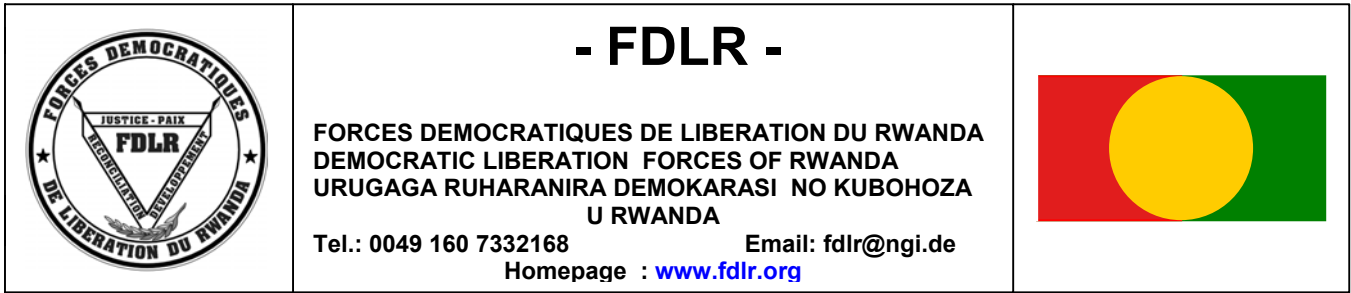 FORCES DEMOCRATIQUES
DE LIBERATION DU RWANDA
JUSTICE - PAIX
FDLR
RECONCILIATION
DEVELOPPEMENT
- FDLR -
FORCES DEMOCRATIQUES DE LIBERATION DU RWANDA
DEMOCRATIC LIBERATION FORCES OF RWANDA
URUGAGA RUHARANIRA DEMOKARASI NO KUBOHOZA
U RWANDA
Tel.: 0049 160 7332168 Email: fdlr@ngi.de
Homepage : www.fdlr.org